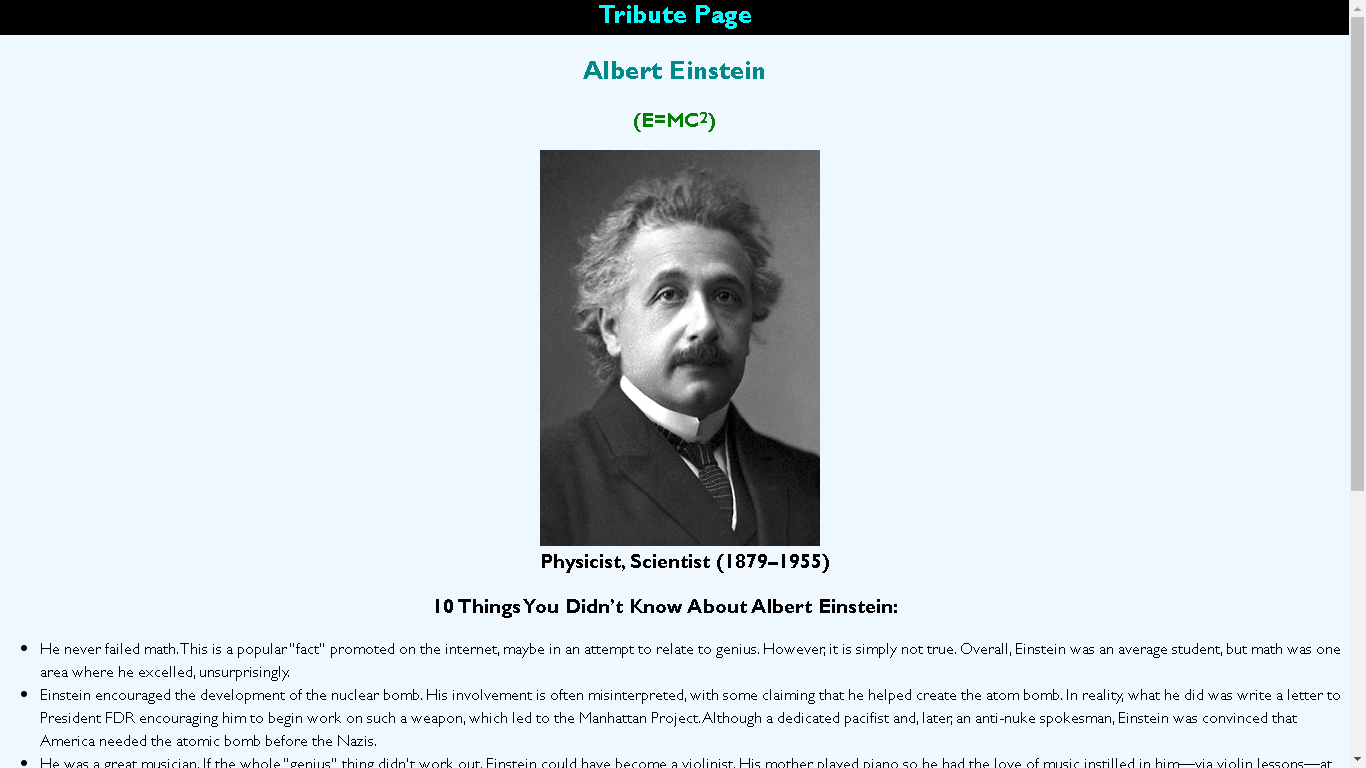 Tribute Page
Albert Einstein
(E=MC²)
Physicist, Scientist (1879–1955)
10 Things You Didn't Know About Albert Einstein:
• He never failed math. This is a popular "fact" promoted on the internet, maybe in an attempt to relate to genius. However, it is simply not true. Overall, Einstein was an average student, but math was one
area where he excelled, unsurprisingly.
• Einstein encouraged the development of the nuclear bomb. His involvement is often misinterpreted, with some claiming that he helped create the atom bomb. In reality, what he did was write a letter to
President FDR encouraging him to begin work on such a weapon, which led to the Manhattan Project. Although a dedicated pacifist and, later, an anti-nuke spokesman, Einstein was convinced that
America needed the atomic bomb before the Nazis.
• He was a great musician. If the whole "genius" thing didn't work out, Einstein could have become a violinist. His mother played piano so he had the love of music instilled in him—via violin lessons—at